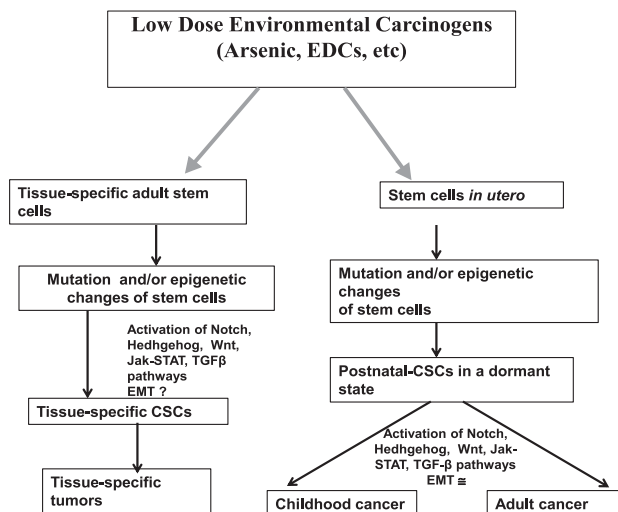 Low Dose Environmental Carcinogens
(Arsenic, EDCs, etc)
Tissue-specific adult stem
cells
Mutation and/or epigenetic
changes of stem cells
Activation of Notch,
Hedhgehog, Wnt,
Jak-STAT, TGFβ
pathways
EMT ?
Tissue-specific CSCs
Tissue-specific
tumors
Stem cells in utero
Mutation and/or epigenetic
changes
of stem cells
Postnatal-CSCs in a dormant
state
Activation of Notch,
Hedhgehog, Wnt, Jak-
STAT, TGF-β pathways
EMT ≅
Childhood cancer
Adult cancer